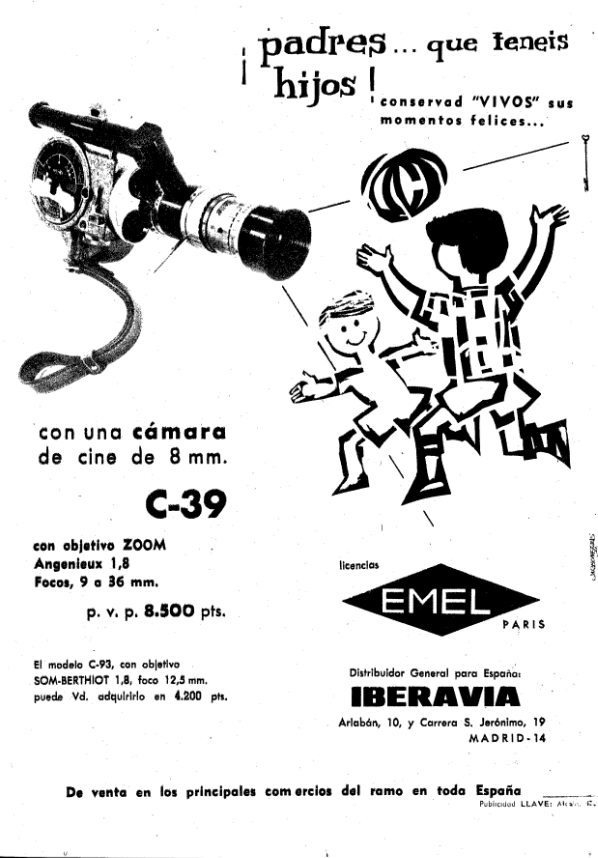 ¡padres... que teneis
hijos!
conservad "VIVOS" sus
momentos felices...
con una cámara
de cine de 8 mm.
C-39
con objetivo ZOOM
Angenieux 1,8
Focos, 9 a 36 mm.
p. v. p. 8.500 pts.
El modelo C-93, con objetivo
SOM-BERTHIOT 1,8, foco 12,5 mm.
puede Vd. adquirirlo en 4.200 pts.
licencias
EMEL
PARIS
Distribuidor General para España:
IBERAVIA
Arlabán, 10, y Carrera S. Jerónimo, 19
MADRID-14
De venta en los principales comercios del ramo en toda España
Publicidad LLAVE: